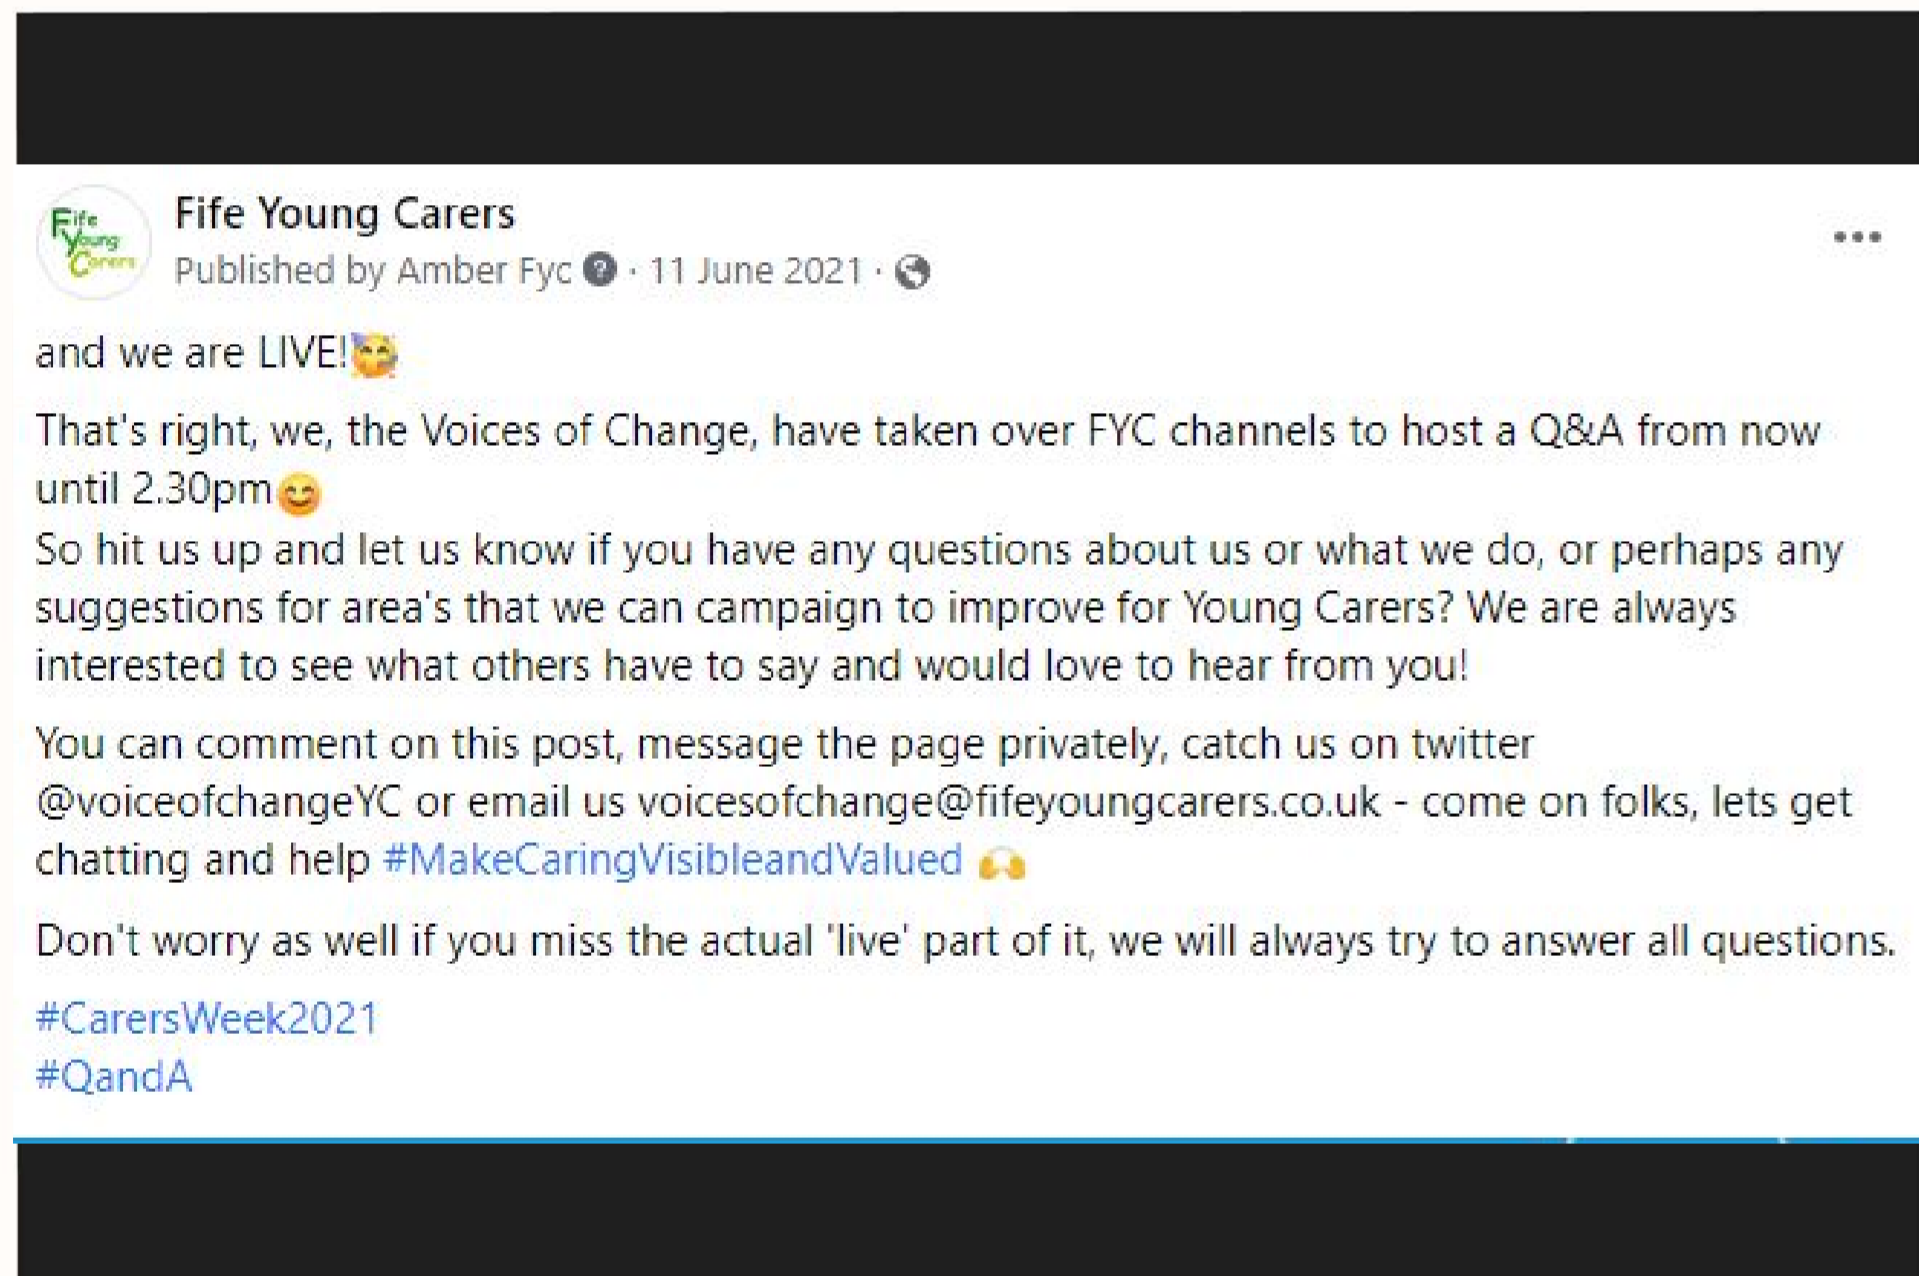 Fife
Young
Carers
Fife Young Carers
Published by Amber Fyc · 11 June 2021 ·
and we are LIVE!🥳
That's right, we, the Voices of Change, have taken over FYC channels to host a Q&A from now
until 2.30pm😊
So hit us up and let us know if you have any questions about us or what we do, or perhaps any
suggestions for area's that we can campaign to improve for Young Carers? We are always
interested to see what others have to say and would love to hear from you!
You can comment on this post, message the page privately, catch us on twitter
@voiceofchangeYC or email us voicesofchange@fifeyoungcarers.co.uk - come on folks, lets get
chatting and help #MakeCaringVisibleandValued 🙌
Don't worry as well if you miss the actual 'live' part of it, we will always try to answer all questions.
#CarersWeek2021
#QandA